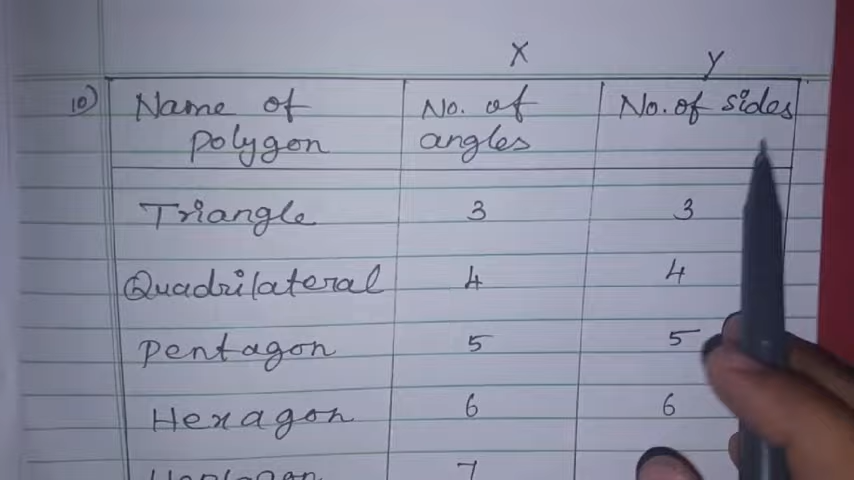 X Y
10) Name of No. of No. of sides
polygon angles
Triangle 3 3
Quadrilateral 4 4
Pentagon 5 5
Hexagon 6 6
7